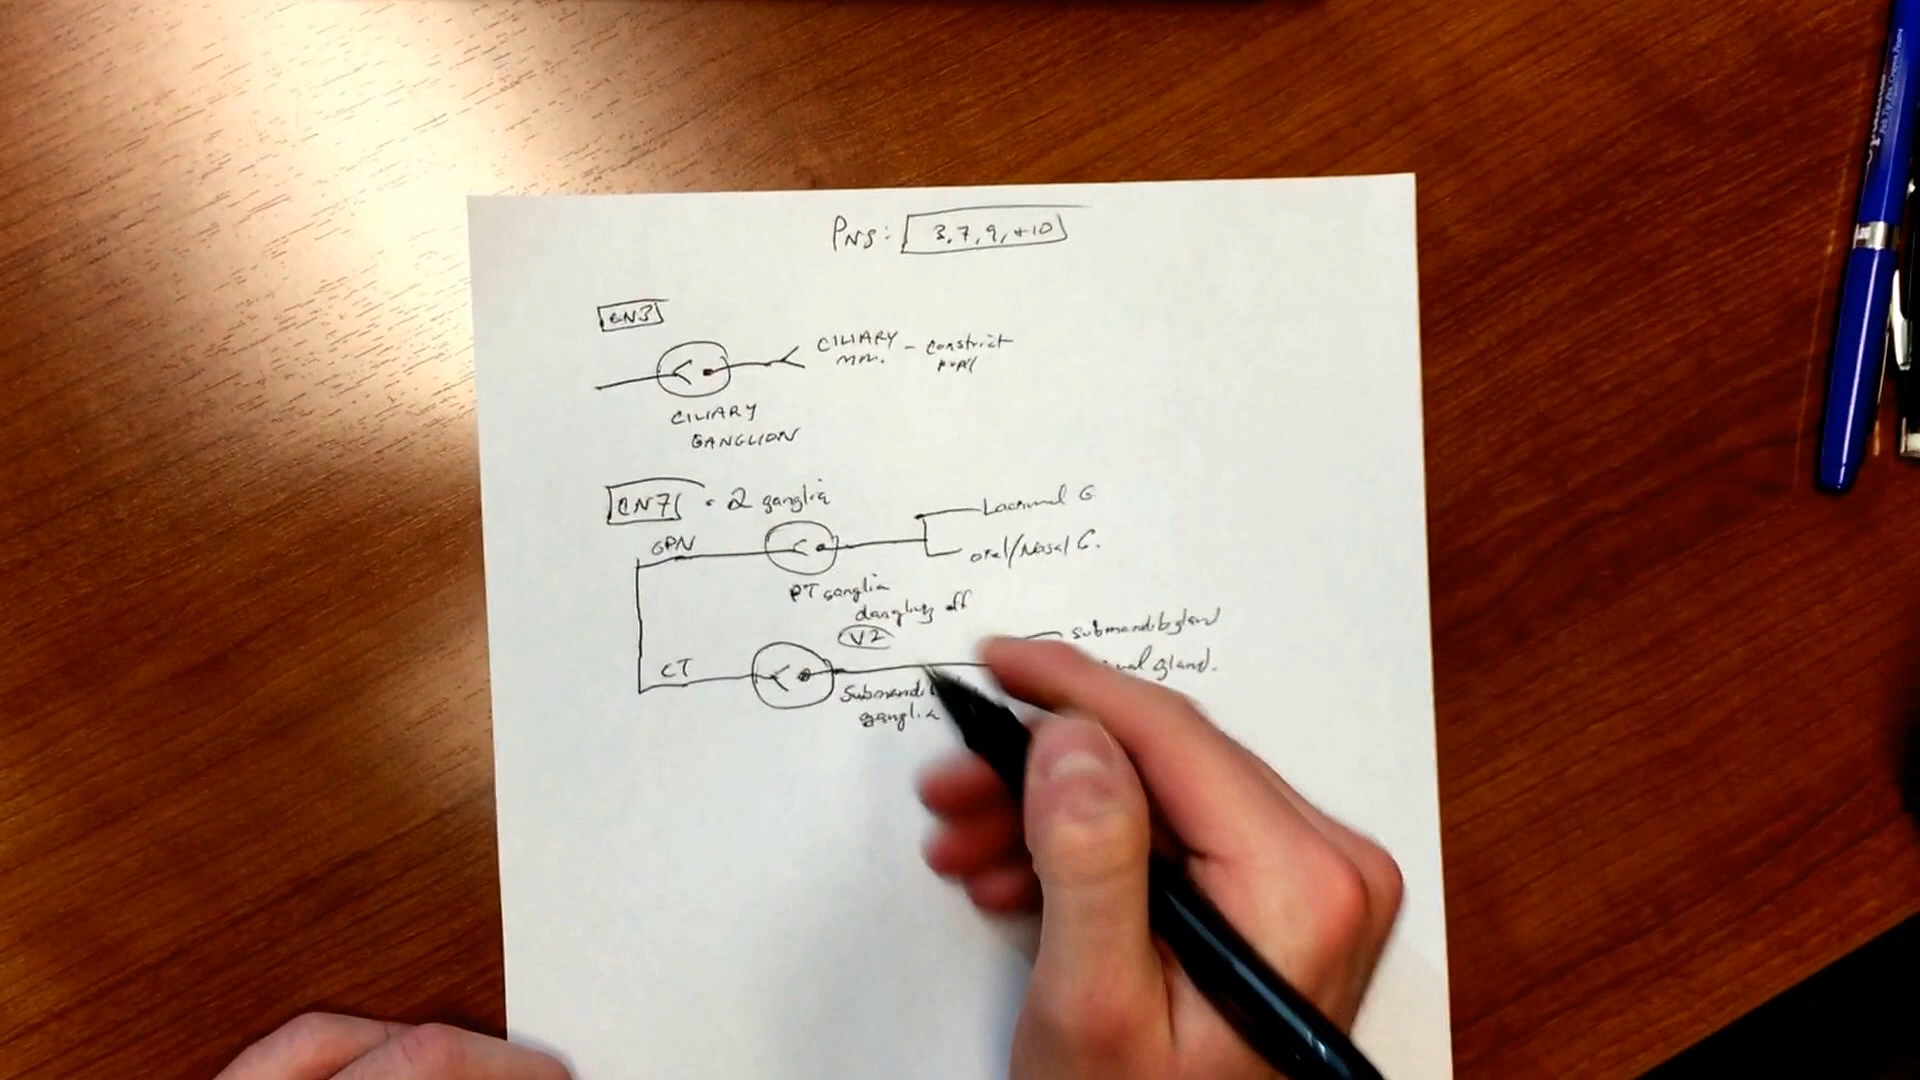 PNS: 3, 7, 9, +10
CN3
CILIARY
mm. - constrict
pupil
CILIARY
GANGLION
CN7 = 2 ganglia
GPN
Lacrimal G
oral/Nasal G.
PT ganglia
dangling off
V2
CT
submandib gland
gland.
ganglia